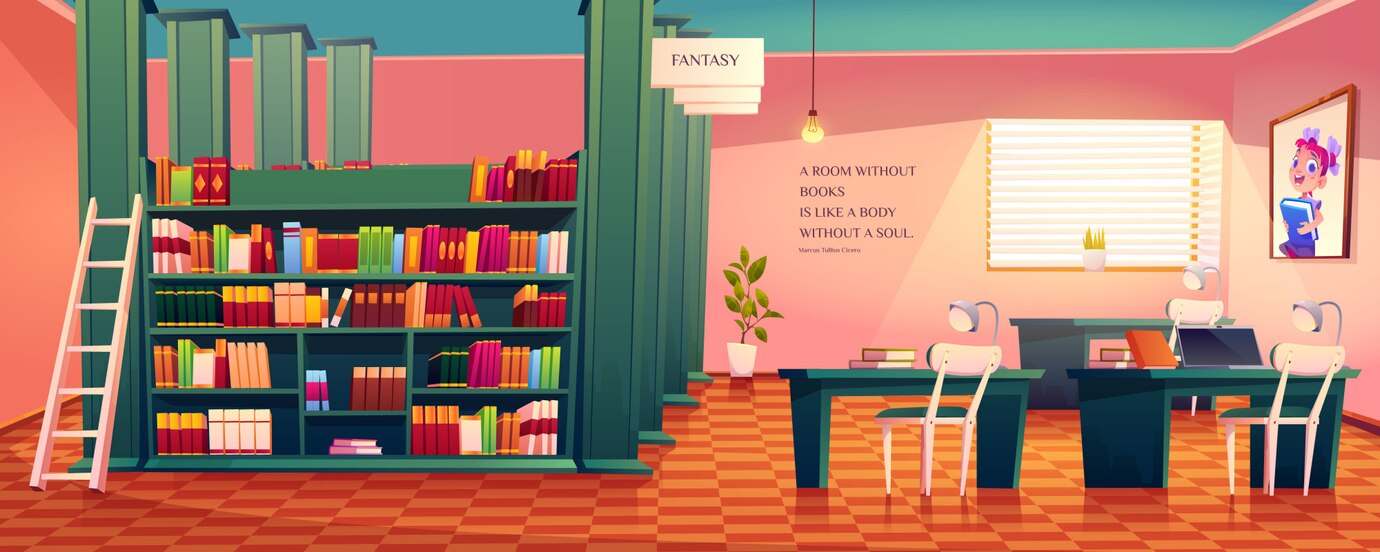 FANTASY
A ROOM WITHOUT
BOOKS
IS LIKE A BODY
WITHOUT A SOUL.
Marcus Tullius Cicero